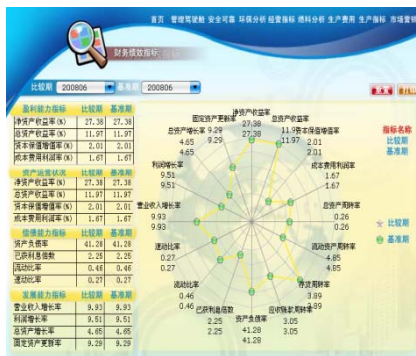 首页 管理驾驶舱 安全可靠 环保分析 经营指标 燃料分析 生产费用 生产指标 市场营销
财务绩效指标
比较期 200806 基准期 200806
盈利能力指标 比较期 基准期
净资产收益率(%) 27.38 27.38
总资产收益率(%) 11.97 11.97
资本保值增值率(%) 2.01 2.01
成本费用利润率(%) 1.67 1.67
资产运营状况 比较期 基准期
净资产收益率(%) 27.38 27.38
总资产收益率(%) 11.97 11.97
资本保值增值率(%) 2.01 2.01
成本费用利润率(%) 1.67 1.67
偿债能力指标 比较期 基准期
资产负债率 41.28 41.28
已获利息倍数 2.25 2.25
流动比率 0.46 0.46
速动比率 0.27 0.27
发展能力指标 比较期 基准期
营业收入增长率 9.93 9.93
利润增长率 9.51 9.51
总资产增长率 4.65 4.65
固定资产更新率 9.29 9.29
净资产收益率
27.38
27.38
总资产收益率
11.97
11.97
资本保值增值率
2.01
2.01
成本费用利润率
1.67
1.67
总资产周转率
0.26
0.26
流动资产周转率
4.85
4.85
存货周转率
3.89
3.89
应收账款周转率
3.05
3.05
资产负债率
41.28
41.28
已获利息倍数
2.25
2.25
流动比率
0.46
0.46
速动比率
0.27
0.27
营业收入增长率
9.93
9.93
利润增长率
9.51
9.51
总资产增长率
4.65
4.65
固定资产更新率
9.29
9.29
指标名称
比较期
基准期
比较期
基准期